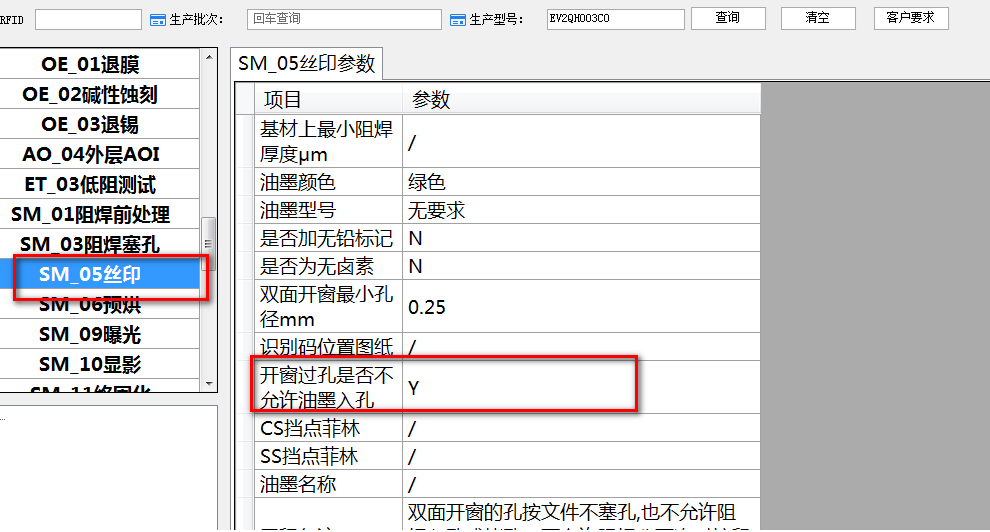 RFID 生产批次: 回车查询 生产型号: EV2QH003C0 查询 清空 客户要求
OE_01退膜
OE_02碱性蚀刻
OE_03退锡
AO_04外层AOI
ET_03低阻测试
SM_01阻焊前处理
SM_03阻焊塞孔
SM_05丝印
SM_06预烘
SM_09曝光
SM_10显影
SM_05丝印参数
项目 参数
基材上最小阻焊
厚度μm /
油墨颜色 绿色
油墨型号 无要求
是否加无铅标记 N
是否为无卤素 N
双面开窗最小孔
径mm 0.25
识别码位置图纸 /
开窗过孔是否不
允许油墨入孔 Y
CS挡点菲林 /
SS挡点菲林 /
油墨名称 /
双面开窗的孔按文件不塞孔,也不允许阻